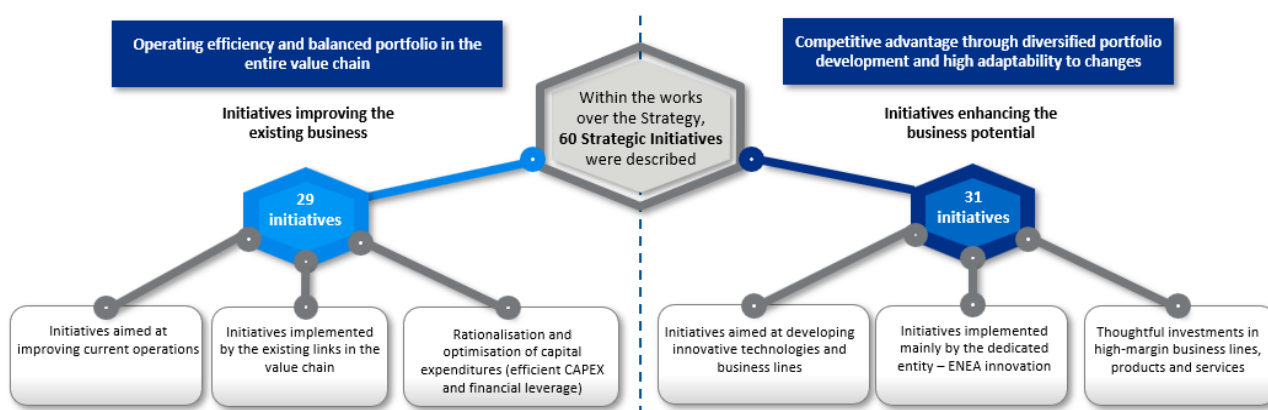 Operating efficiency and balanced portfolio in the
entire value chain
Initiatives improving the
existing business
Within the works
over the Strategy,
60 Strategic Initiatives
were described
Competitive advantage through diversified portfolio
development and high adaptability to changes
Initiatives enhancing the
business potential
29
initiatives
31
initiatives
Initiatives aimed at
improving current operations
Initiatives implemented
by the existing links in the
value chain
Rationalisation and
optimisation of capital
expenditures (efficient CAPEX
and financial leverage)
Initiatives aimed at developing
innovative technologies and
business lines
Initiatives implemented
mainly by the dedicated
entity – ENEA innovation
Thoughtful investments in
high-margin business lines,
products and services